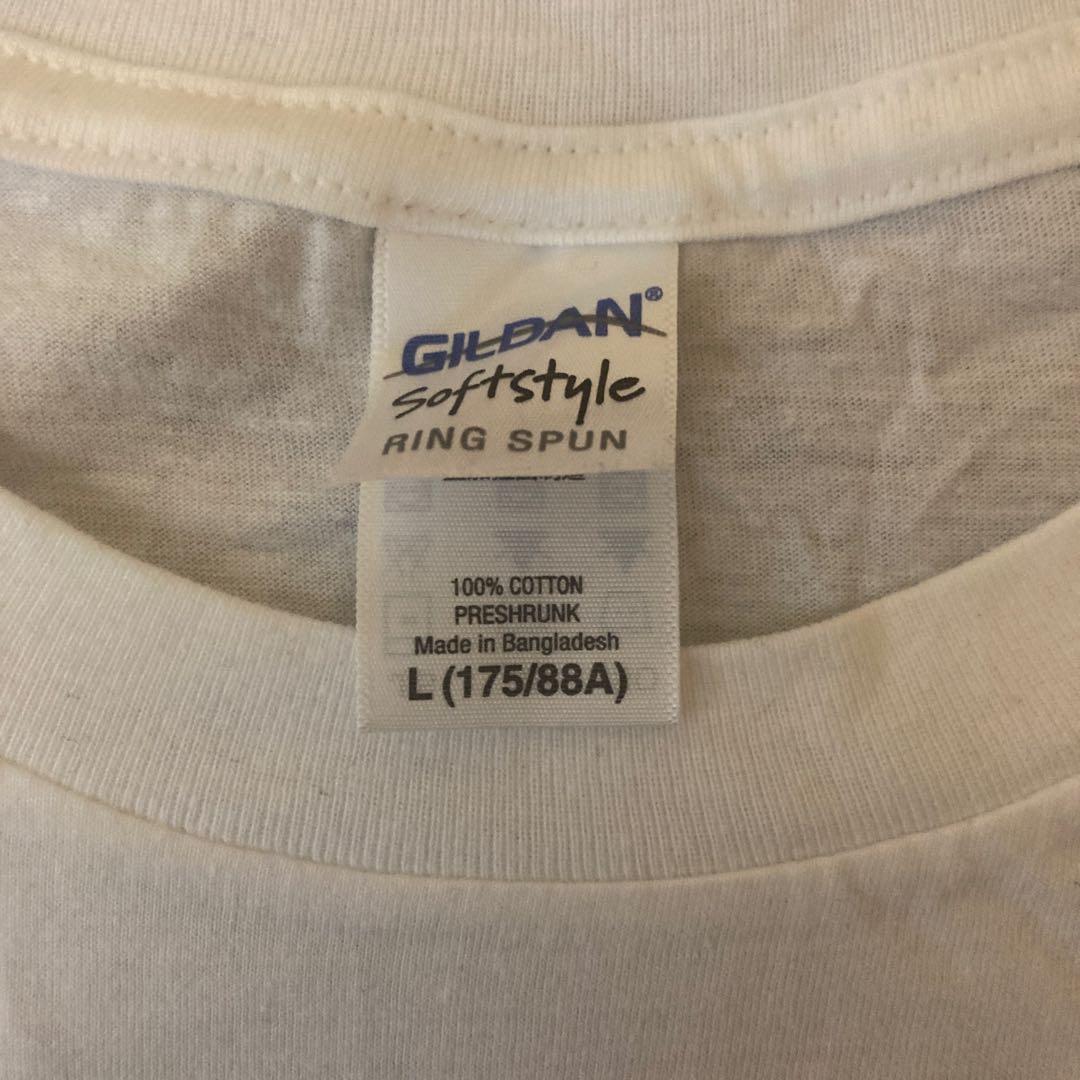 GILDAN®
Softstyle
RING SPUN
100% COTTON
PRESHRUNK
Made in Bangladesh
L (175/88A)